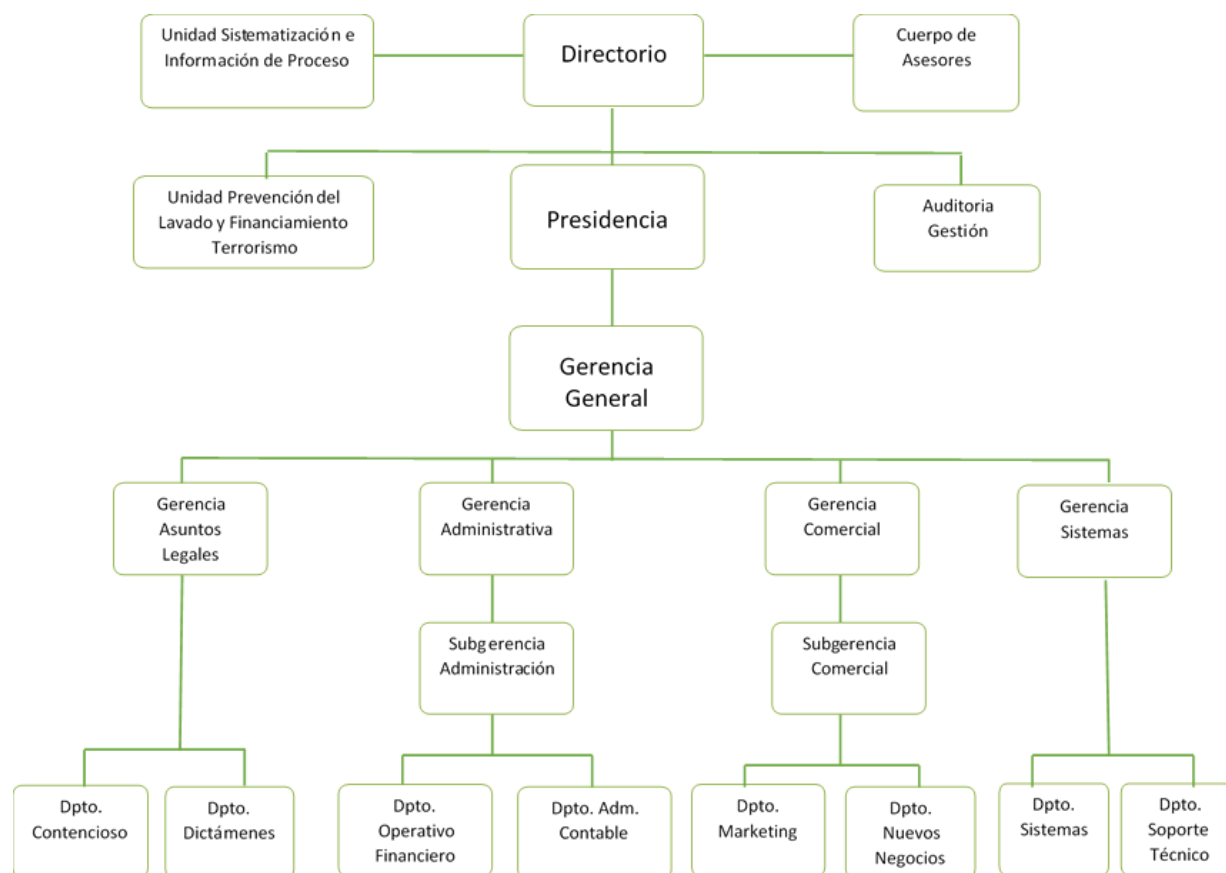 Unidad Sistematización e
Información de Proceso
Directorio
Cuerpo de
Asesores
Unidad Prevención del
Lavado y Financiamiento
Terrorismo
Presidencia
Auditoria
Gestión
Gerencia
General
Gerencia
Asuntos
Legales
Gerencia
Administrativa
Gerencia
Comercial
Gerencia
Sistemas
Subgerencia
Administración
Subgerencia
Comercial
Dpto.
Contencioso
Dpto.
Dictámenes
Dpto.
Operativo
Financiero
Dpto. Adm.
Contable
Dpto.
Marketing
Dpto.
Nuevos
Negocios
Dpto.
Sistemas
Dpto.
Soporte
Técnico